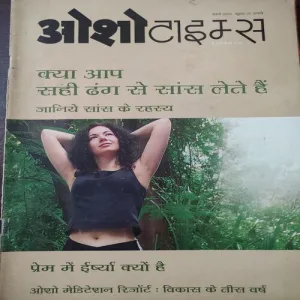 ओशो टाइम्स
क्या आप
सही ढंग से सांस लेते हैं
जानिये सांस के रहस्य
प्रेम में ईर्ष्या क्यों है
ओशो मेडिटेशन रिज़ॉर्ट : विकास के तीस वर्ष